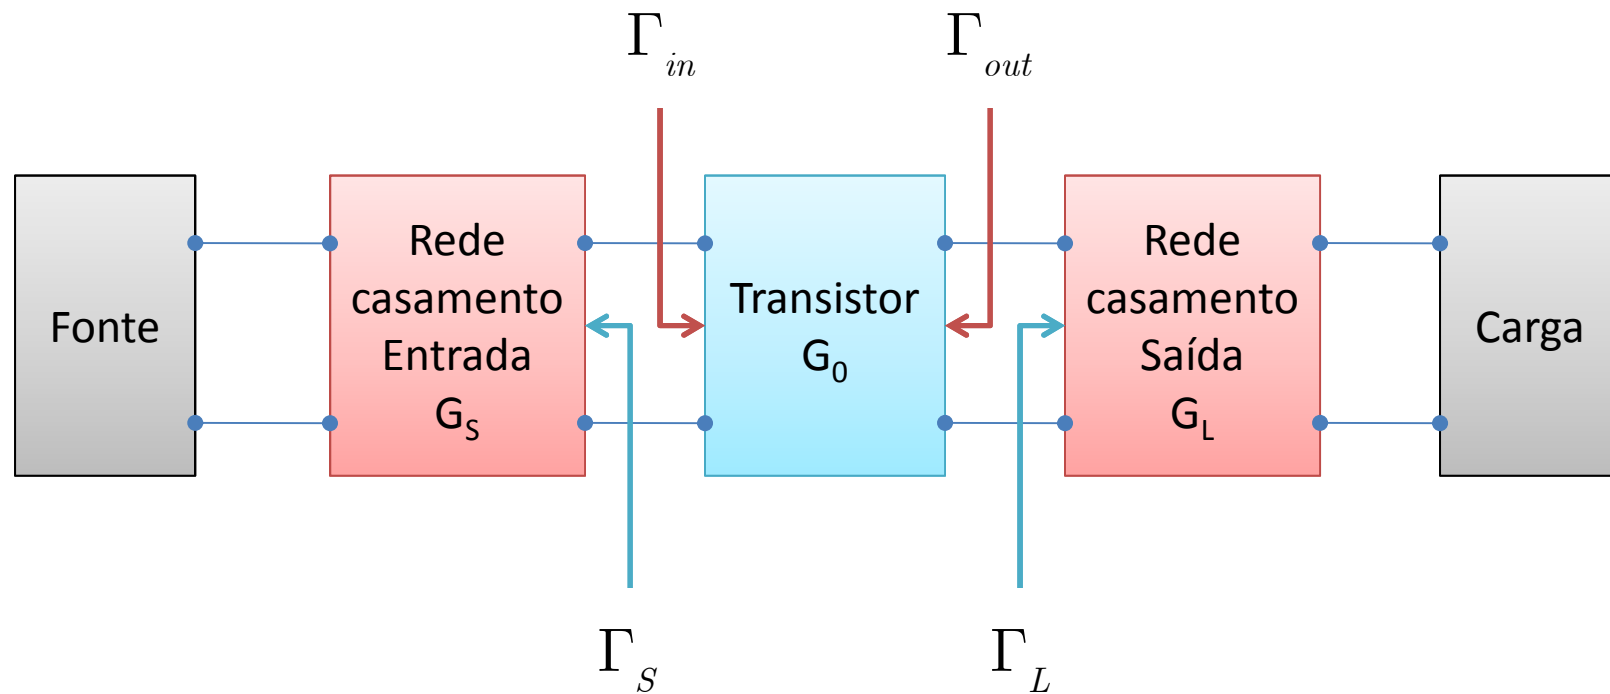 Γin
Γout
Fonte
Rede
casamento
Entrada
GS
Transistor
G0
Rede
casamento
Saída
GL
Carga
ΓS
ΓL